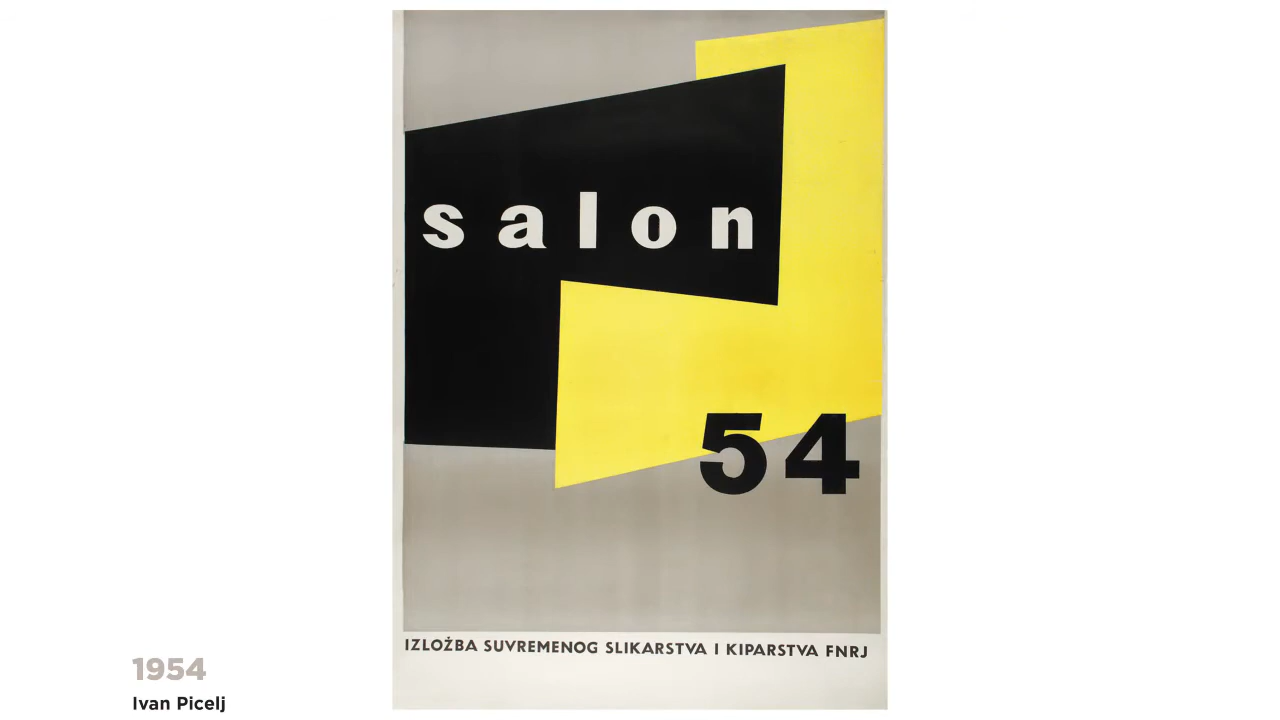 salon
54
IZLOŽBA SUVREMENOG SLIKARSTVA I KIPARSTVA FNRJ
1954
Ivan Picelj